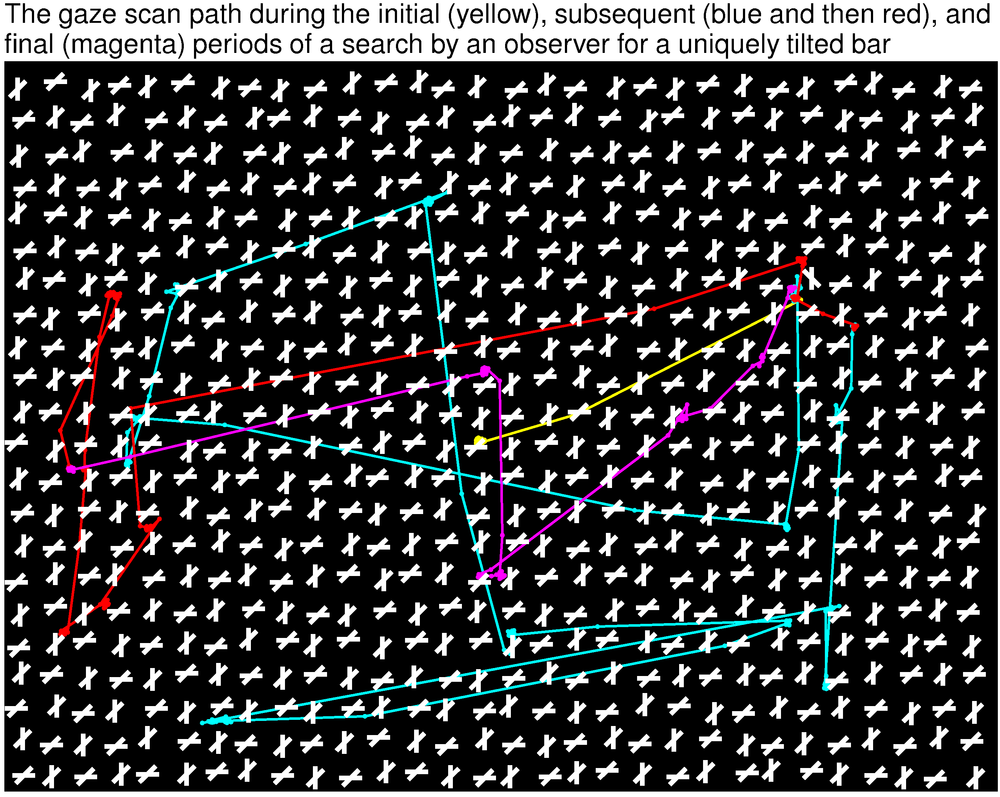 The gaze scan path during the initial (yellow), subsequent (blue and then red), and
final (magenta) periods of a search by an observer for a uniquely tilted bar